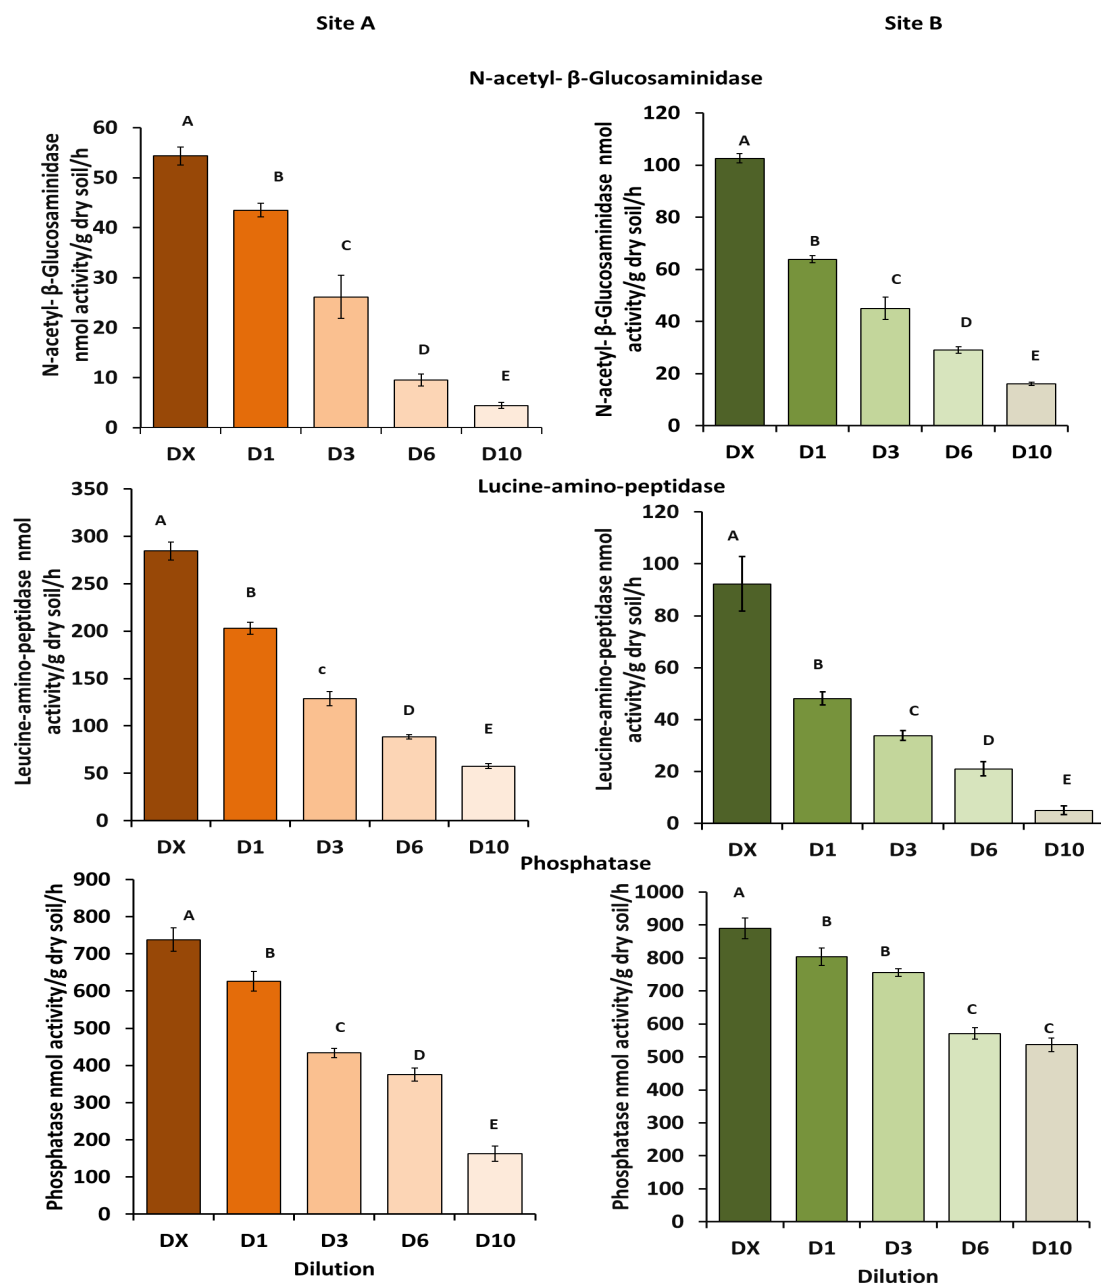 Site A
Site B
N-acetyl- β-Glucosaminidase
N-acetyl- β-Glucosaminidase
nmol activity/g dry soil/h
60
50
40
30
20
10
0
A
B
C
D
E
DX D1 D3 D6 D10
N-acetyl-β-Glucosaminidase nmol
activity/g dry soil/h
120
100
80
60
40
20
0
A
B
C
D
E
DX D1 D3 D6 D10
Lucine-amino-peptidase
Leucine-amino-peptidase nmol
activity/g dry soil/h
350
300
250
200
150
100
50
0
A
B
c
D
E
DX D1 D3 D6 D10
Leucine-amino-peptidase nmol
activity/g dry soil/h
120
100
80
60
40
20
0
A
B
C
D
E
DX D1 D3 D6 D10
Phosphatase
Phosphatase nmol activity/g dry soil/h
900
800
700
600
500
400
300
200
100
0
A
B
C
D
E
DX D1 D3 D6 D10
Dilution
Phosphatase nmol activity/g dry soil/h
1000
900
800
700
600
500
400
300
200
100
0
A
B
B
C
C
DX D1 D3 D6 D10
Dilution